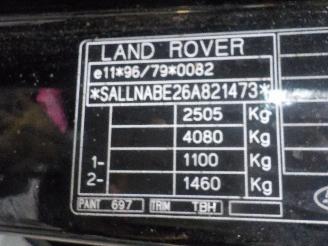 LAND ROVER
e11*96/79*0082
*SALLNABE26A821473*
2505 Kg
4080 Kg
1- 1100 Kg
2- 1460 Kg
PAINT 697 TRIM TBH